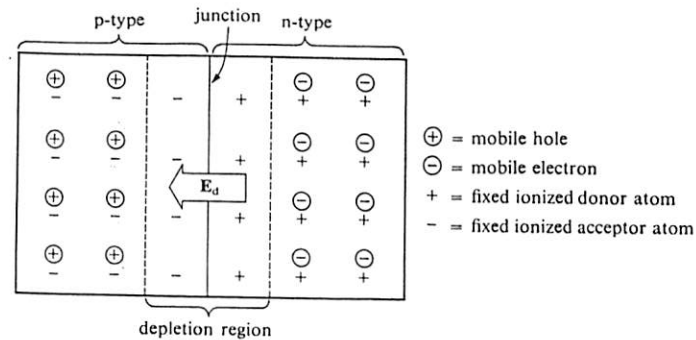 p-type
junction
n-type
E_d
⊕ = mobile hole
⊖ = mobile electron
+ = fixed ionized donor atom
− = fixed ionized acceptor atom
depletion region